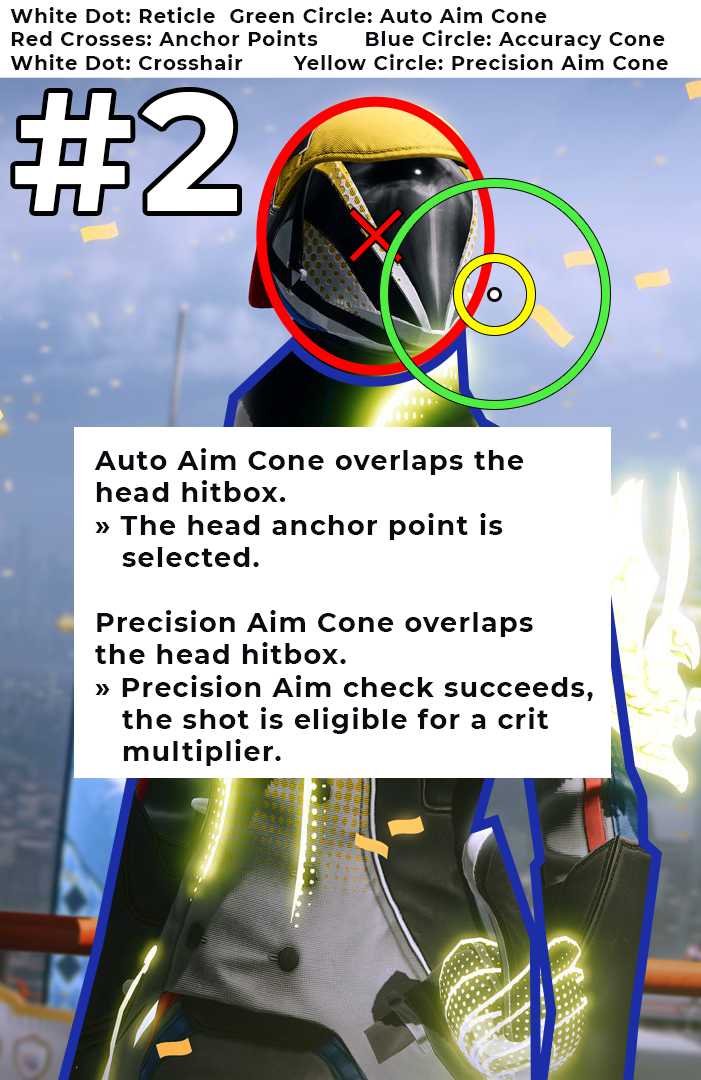 White Dot: Reticle  Green Circle: Auto Aim Cone
Red Crosses: Anchor Points  Blue Circle: Accuracy Cone
White Dot: Crosshair  Yellow Circle: Precision Aim Cone
#2
Auto Aim Cone overlaps the
head hitbox.
» The head anchor point is
selected.
Precision Aim Cone overlaps
the head hitbox.
» Precision Aim check succeeds,
the shot is eligible for a crit
multiplier.